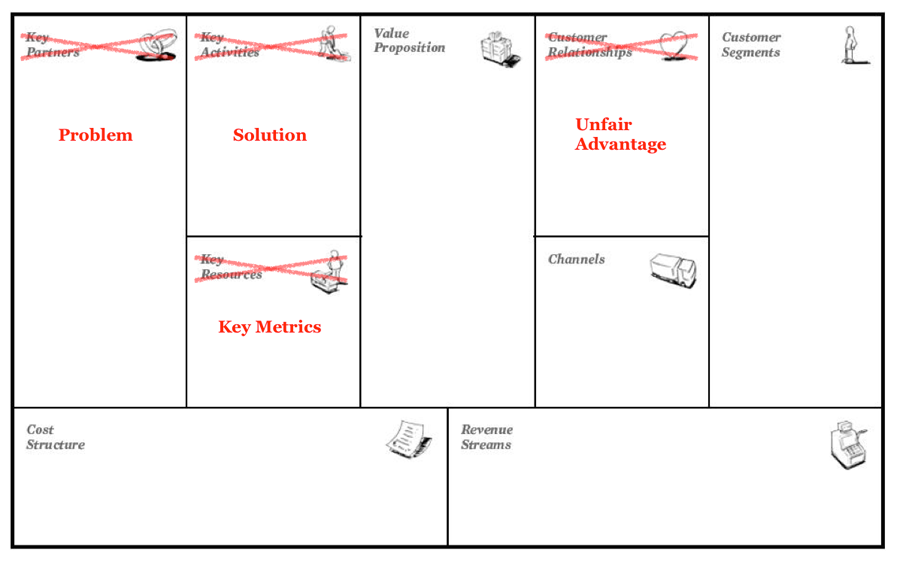 Key
Partners
Problem
Key
Activities
Solution
Key
Resources
Key Metrics
Value
Proposition
Customer
Relationships
Unfair
Advantage
Channels
Customer
Segments
Cost
Structure
Revenue
Streams